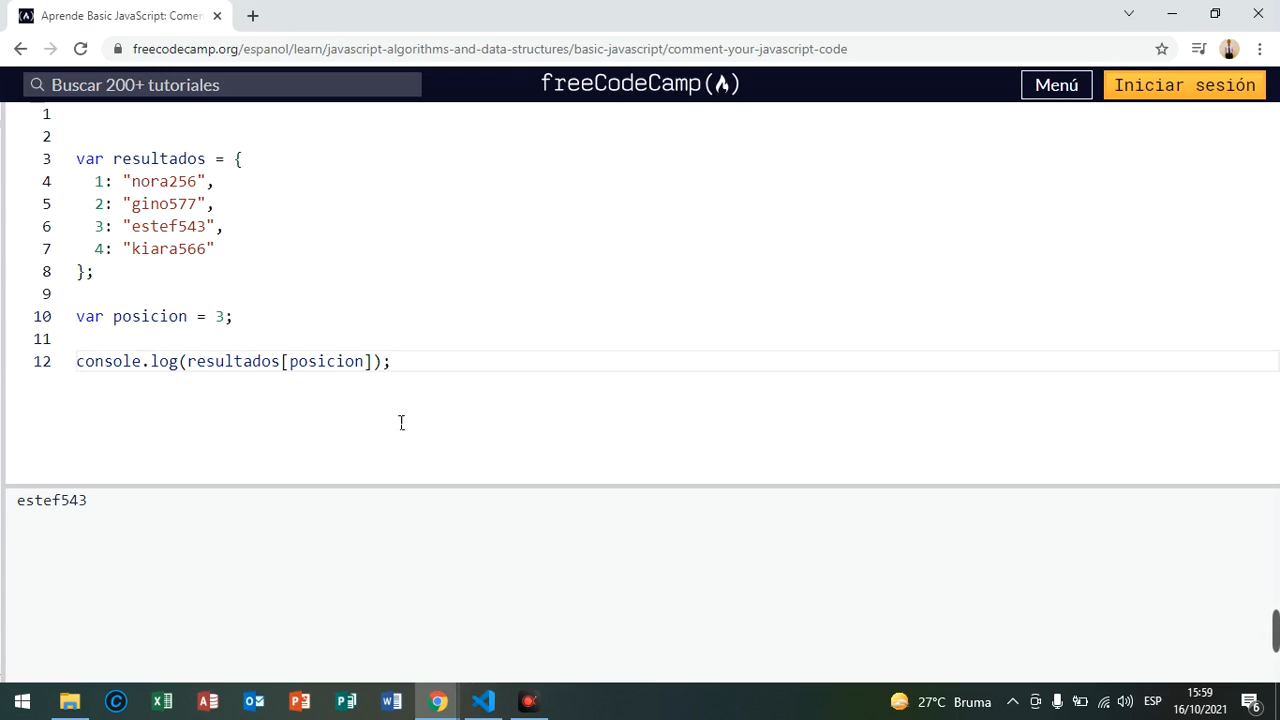 Aprende Basic JavaScript: Comen
freecodecamp.org/espanol/learn/javascript-algorithms-and-data-structures/basic-javascript/comment-your-javascript-code
Buscar 200+ tutoriales
freeCodeCamp
Menú
Iniciar sesión
1
2
3 var resultados = {
4 1: "nora256",
5 2: "gino577",
6 3: "estef543",
7 4: "kiara566"
8 };
9
10 var posicion = 3;
11
12 console.log(resultados[posicion]);
estef543
27°C Bruma
ESP
15:59
16/10/2021
6